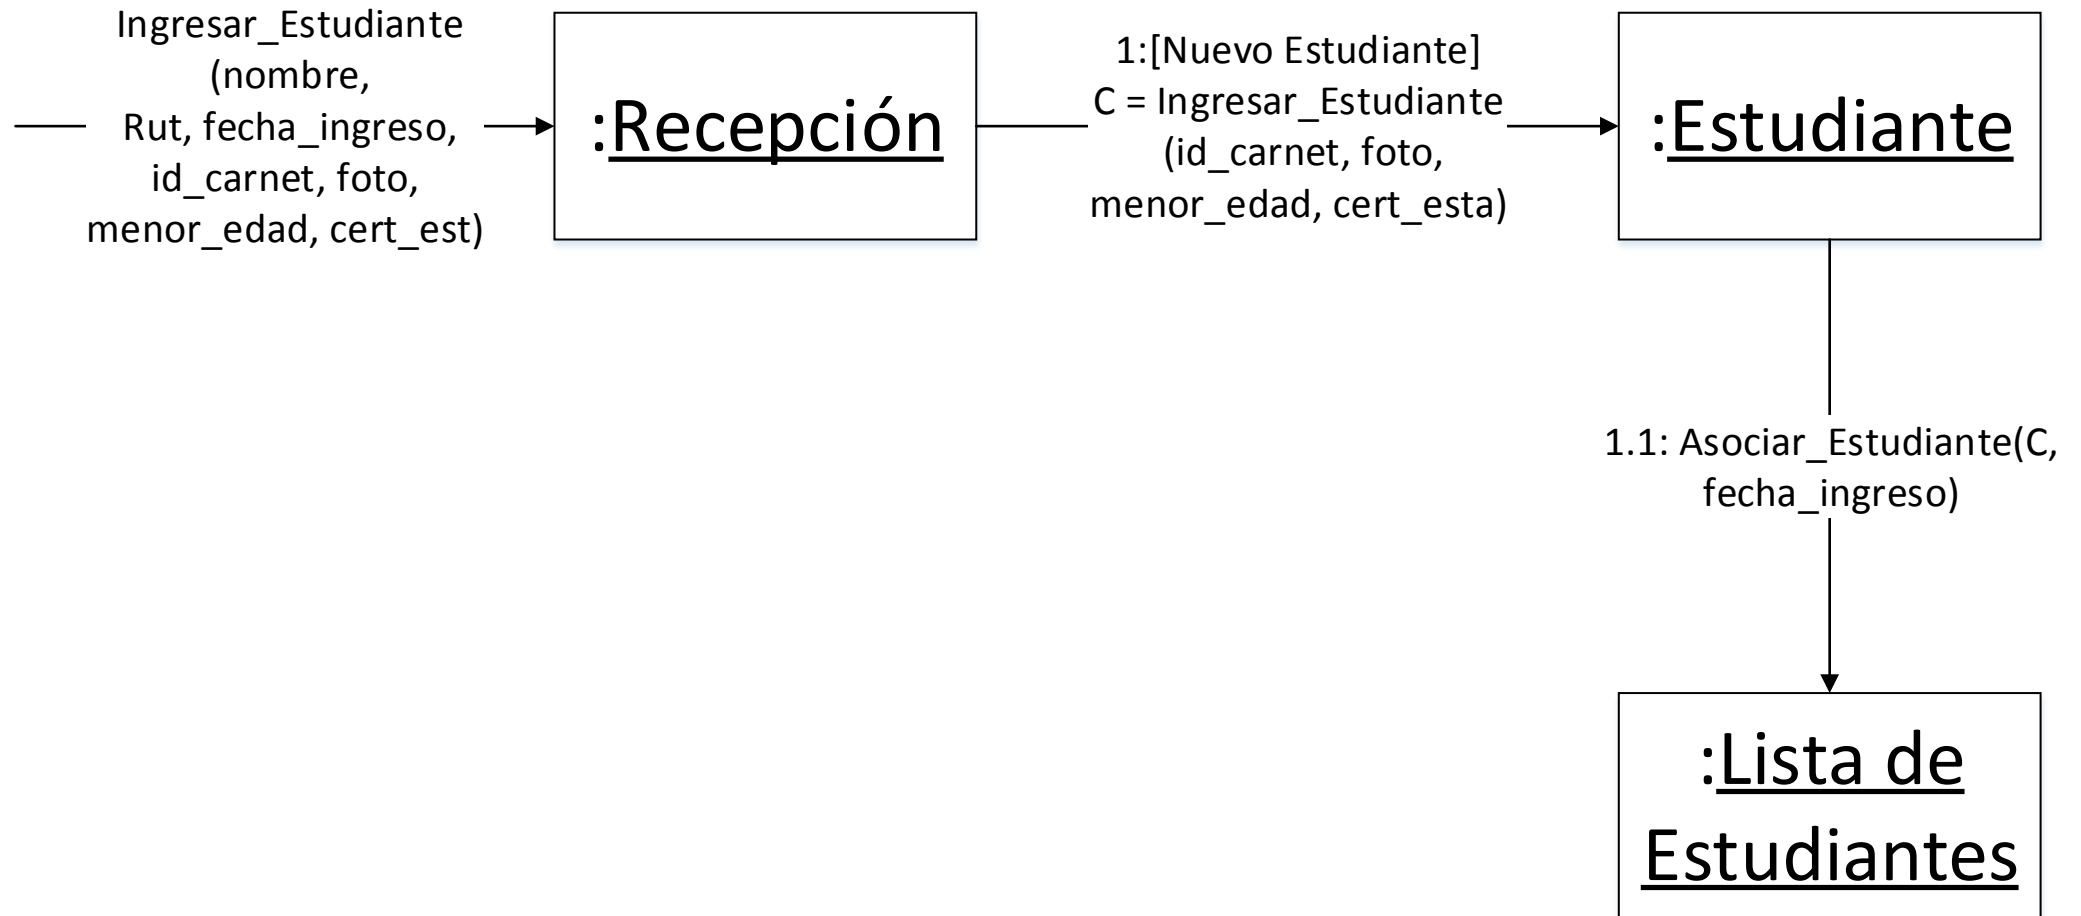 Ingresar_Estudiante
(nombre,
Rut, fecha_ingreso,
id_carnet, foto,
menor_edad, cert_est)
:Recepción
1:[Nuevo Estudiante]
C = Ingresar_Estudiante
(id_carnet, foto,
menor_edad, cert_esta)
:Estudiante
1.1: Asociar_Estudiante(C,
fecha_ingreso)
:Lista de
Estudiantes